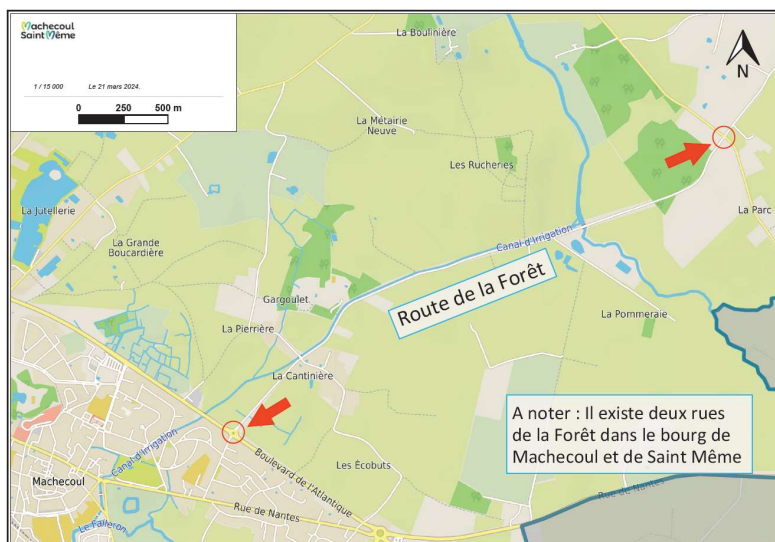 Machecoul
Saint Même
1 / 15 000 Le 21 mars 2024.
0 250 500 m
N
La Boulinière
La Métairie
Neuve
Les Rucheries
La Jutellerie
La Parc
La Grande
Boucardière
Canal d'Irrigation
Route de la Forêt
Gargoulet
La Pommeraie
La Pierrière
La Cantinière
A noter : Il existe deux rues
de la Forêt dans le bourg de
Machecoul et de Saint Même
Canal d'Irrigation
Boulevard de l'Atlantique
Les Écobuts
Machecoul
Rue de Nantes
Rue de Nantes
Le Falleron